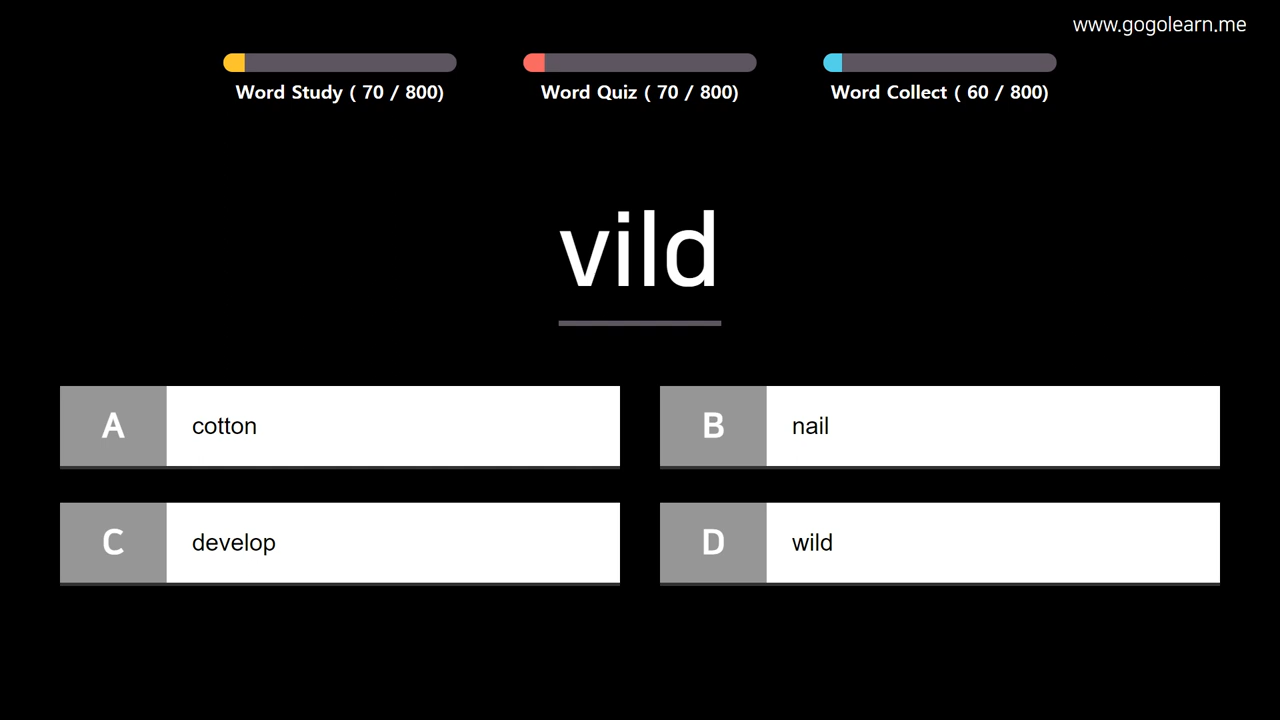 www.gogolearn.me
Word Study ( 70 / 800)
Word Quiz ( 70 / 800)
Word Collect ( 60 / 800)
vild
A cotton
B nail
C develop
D wild